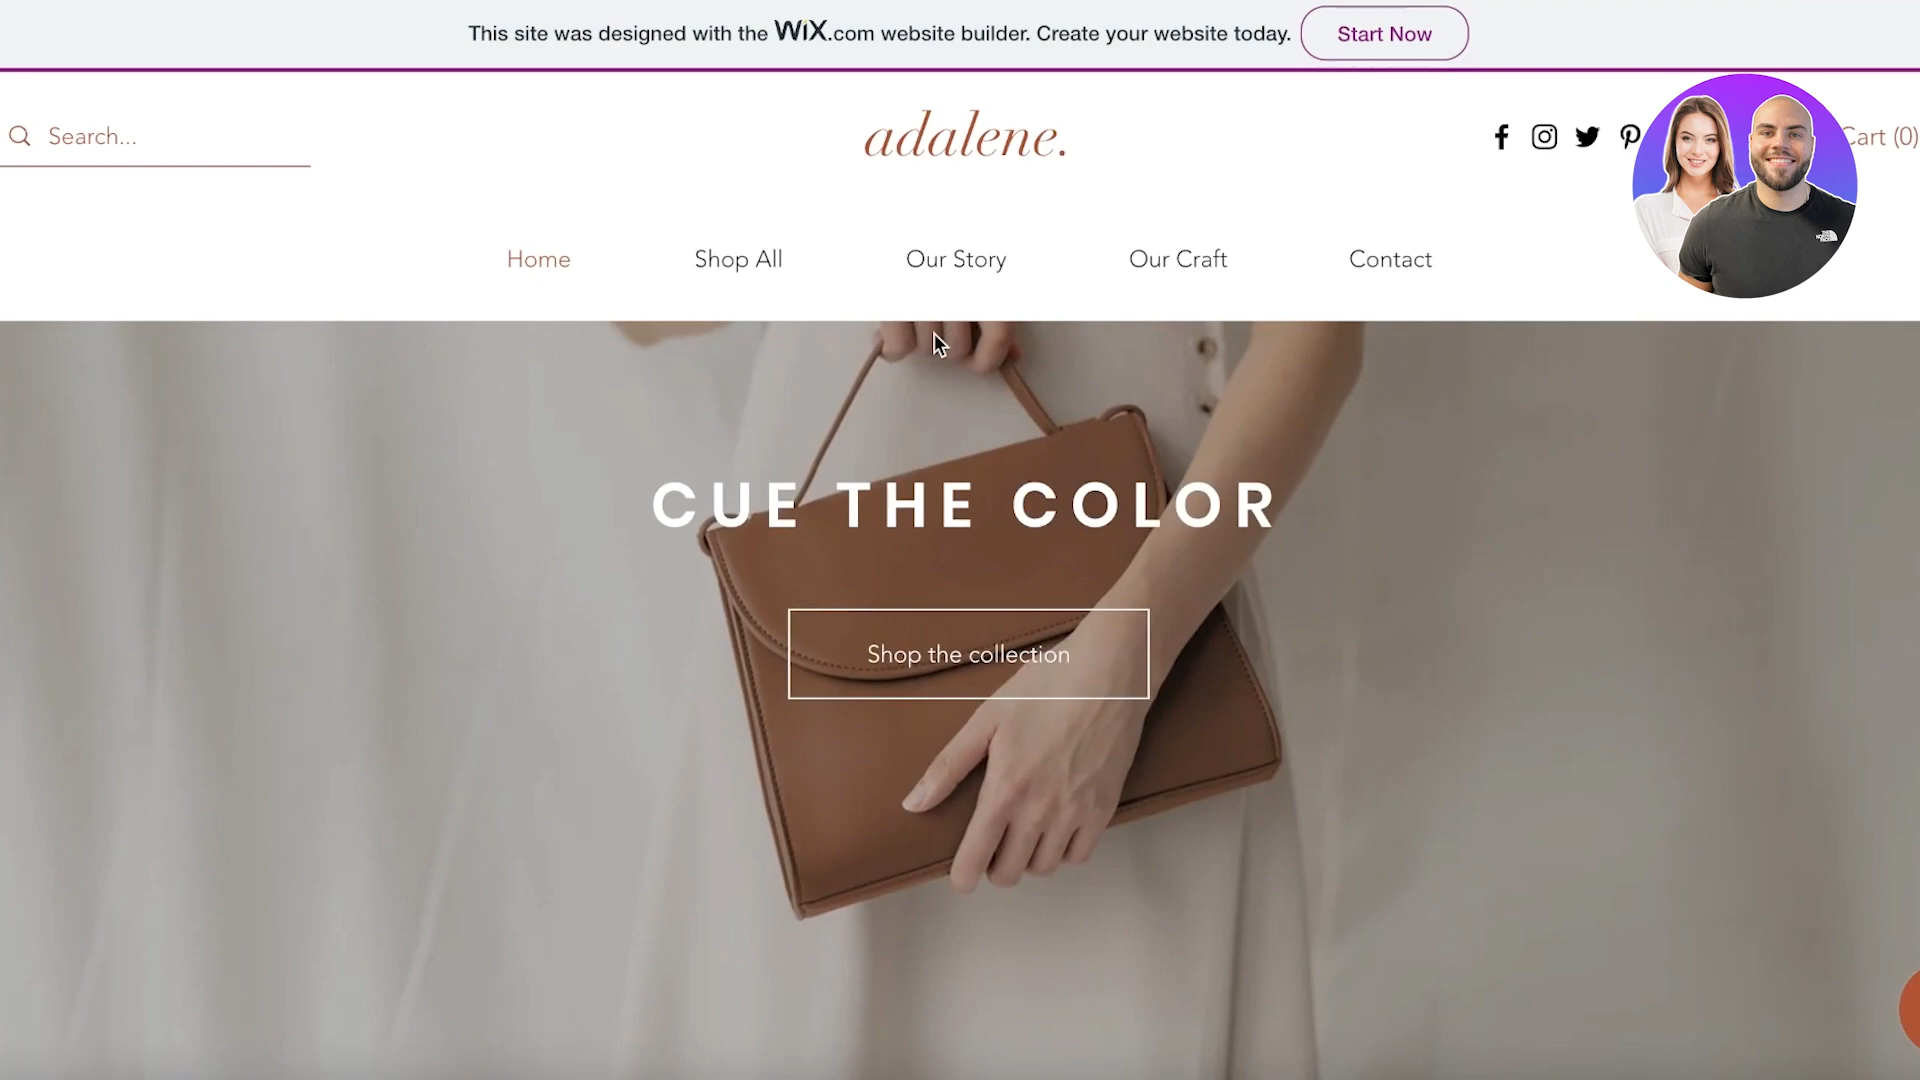 This site was designed with the WiX.com website builder. Create your website today. Start Now
Search...
adalene.
Cart (0)
Home Shop All Our Story Our Craft Contact
CUE THE COLOR
Shop the collection